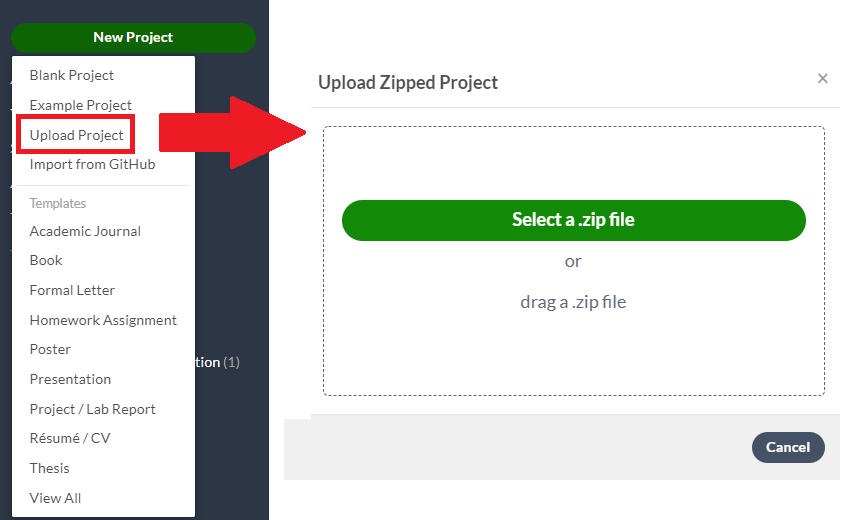 New Project
Blank Project
Example Project
Upload Project
Import from GitHub
Templates
Academic Journal
Book
Formal Letter
Homework Assignment
Poster
tion (1)
Presentation
Project / Lab Report
Résumé / CV
Thesis
View All
Upload Zipped Project
×
Select a .zip file
or
drag a .zip file
Cancel